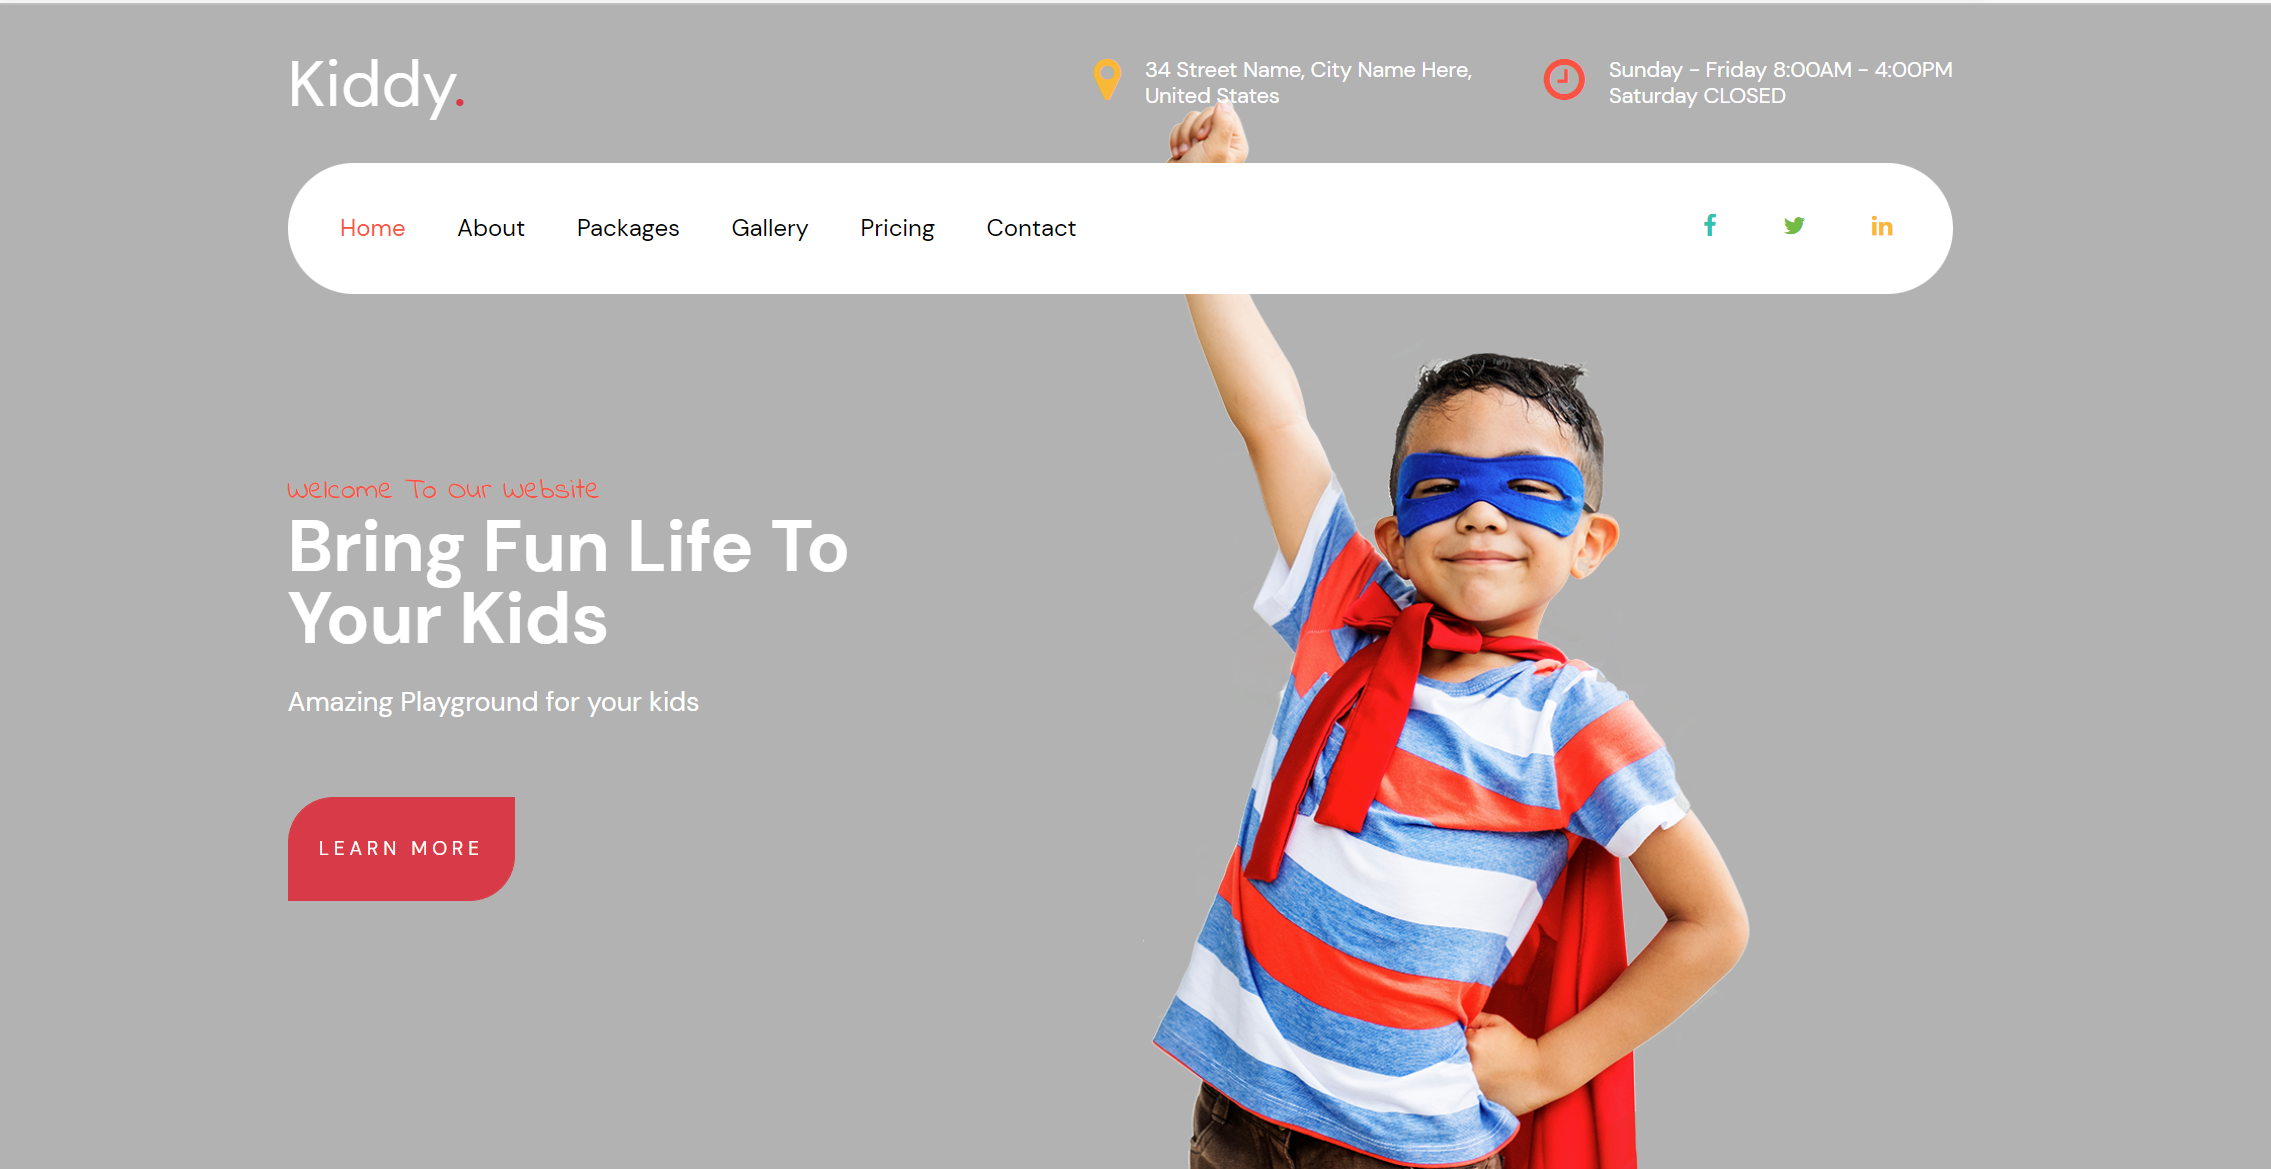 Kiddy.
34 Street Name, City Name Here,
United States
Sunday - Friday 8:00AM - 4:00PM
Saturday CLOSED
Home About Packages Gallery Pricing Contact
Welcome To Our Website
Bring Fun Life To
Your Kids
Amazing Playground for your kids
LEARN MORE